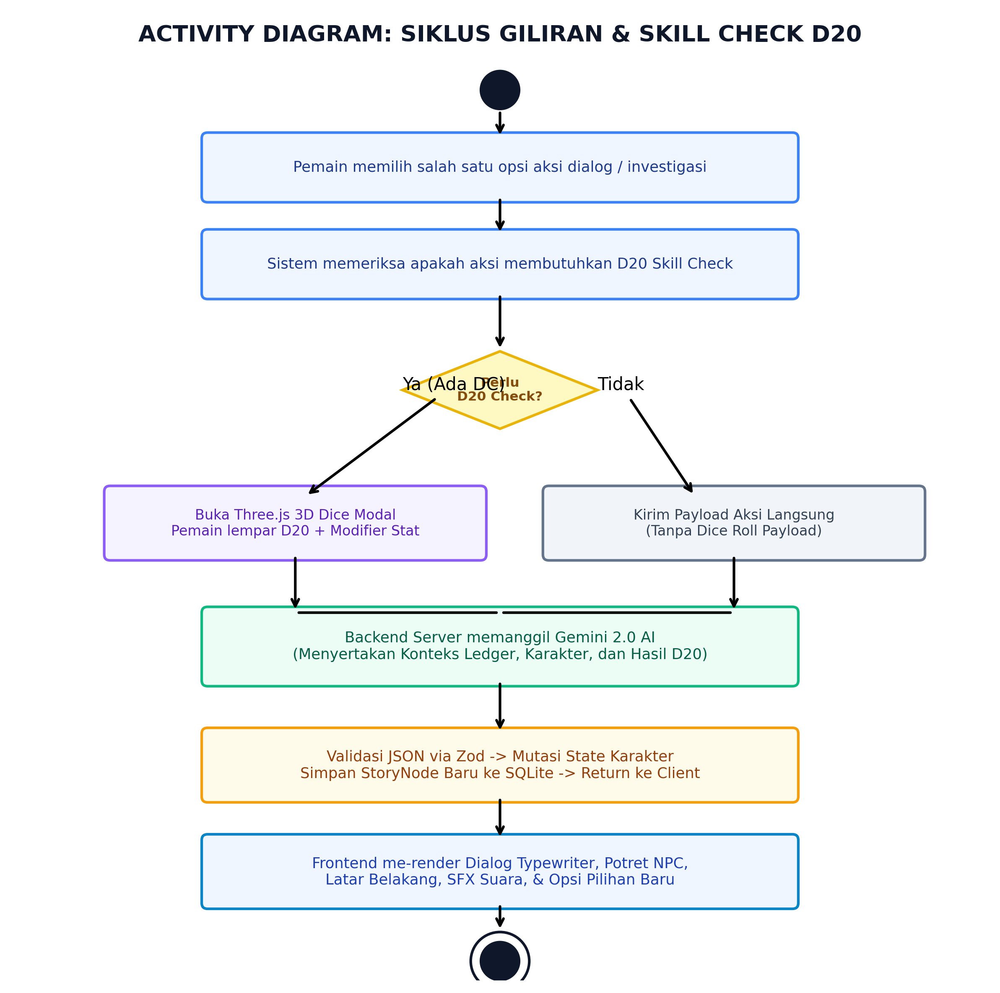 ACTIVITY DIAGRAM: SIKLUS GILIRAN & SKILL CHECK D20
Pemain memilih salah satu opsi aksi dialog / investigasi
Sistem memeriksa apakah aksi membutuhkan D20 Skill Check
Ya (Ada DC)
Perlu
D20 Check?
Tidak
Buka Three.js 3D Dice Modal
Pemain lempar D20 + Modifier Stat
Kirim Payload Aksi Langsung
(Tanpa Dice Roll Payload)
Backend Server memanggil Gemini 2.0 AI
(Menyertakan Konteks Ledger, Karakter, dan Hasil D20)
Validasi JSON via Zod -> Mutasi State Karakter
Simpan StoryNode Baru ke SQLite -> Return ke Client
Frontend me-render Dialog Typewriter, Potret NPC,
Latar Belakang, SFX Suara, & Opsi Pilihan Baru